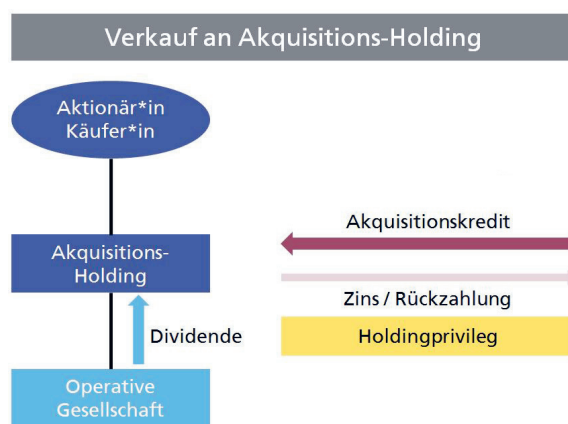 Verkauf an Akquisitions-Holding
Aktionär*in
Käufer*in
Akquisitionskredit
Akquisitions-
Holding
Zins / Rückzahlung
Dividende
Holdingprivileg
Operative
Gesellschaft